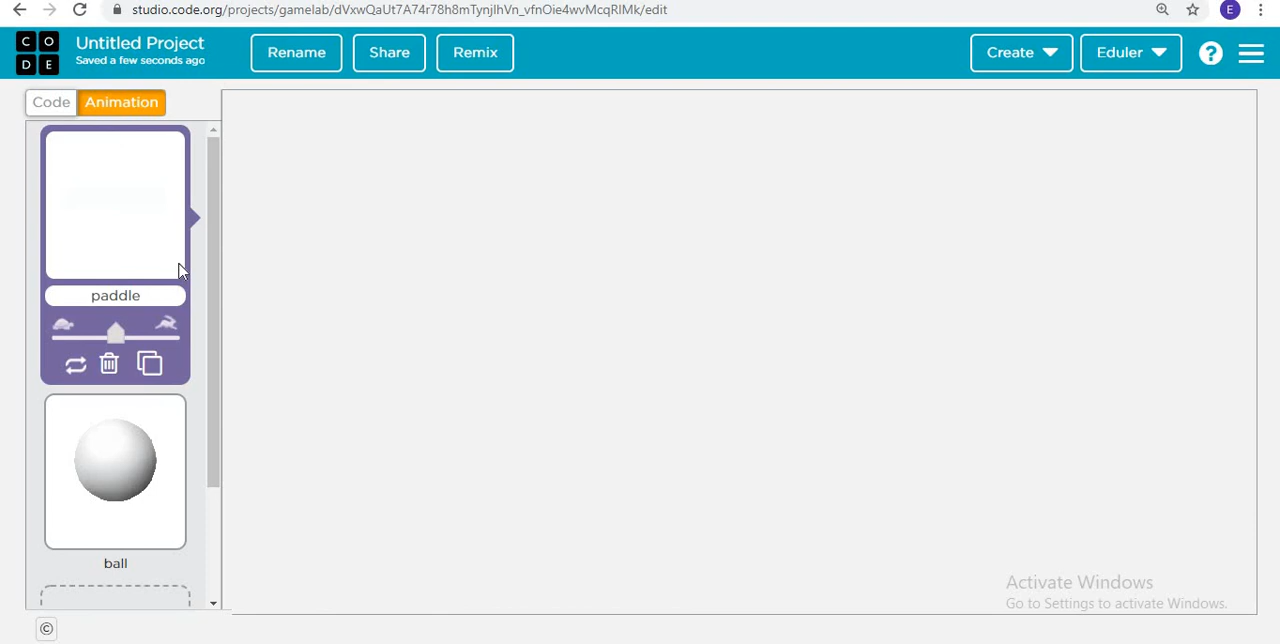 studio.code.org/projects/gamelab/dVxwQaUt7A74r78h8mTynjIhVn_vfnOie4wvMcqRIMk/edit
E
C O
D E
Untitled Project
Saved a few seconds ago
Rename
Share
Remix
Create
Eduler
?
Code
Animation
paddle
ball
Activate Windows
Go to Settings to activate Windows.
©